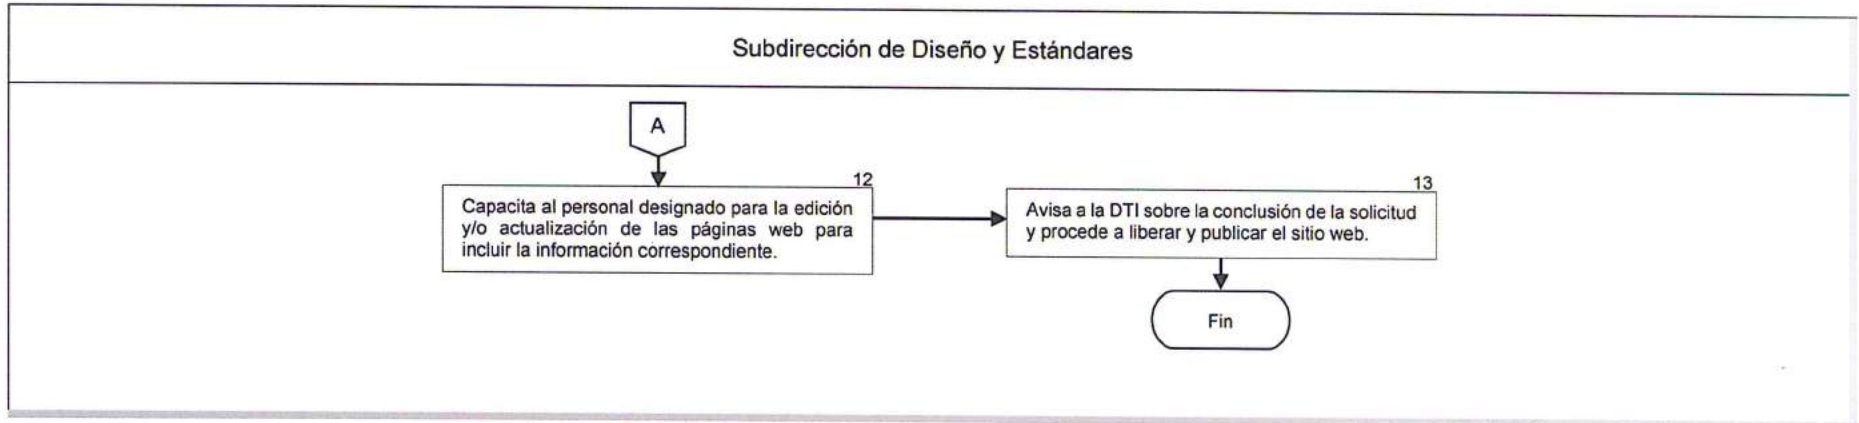 Subdirección de Diseño y Estándares
A
12
Capacita al personal designado para la edición
y/o actualización de las páginas web para
incluir la información correspondiente.
13
Avisa a la DTI sobre la conclusión de la solicitud
y procede a liberar y publicar el sitio web.
Fin